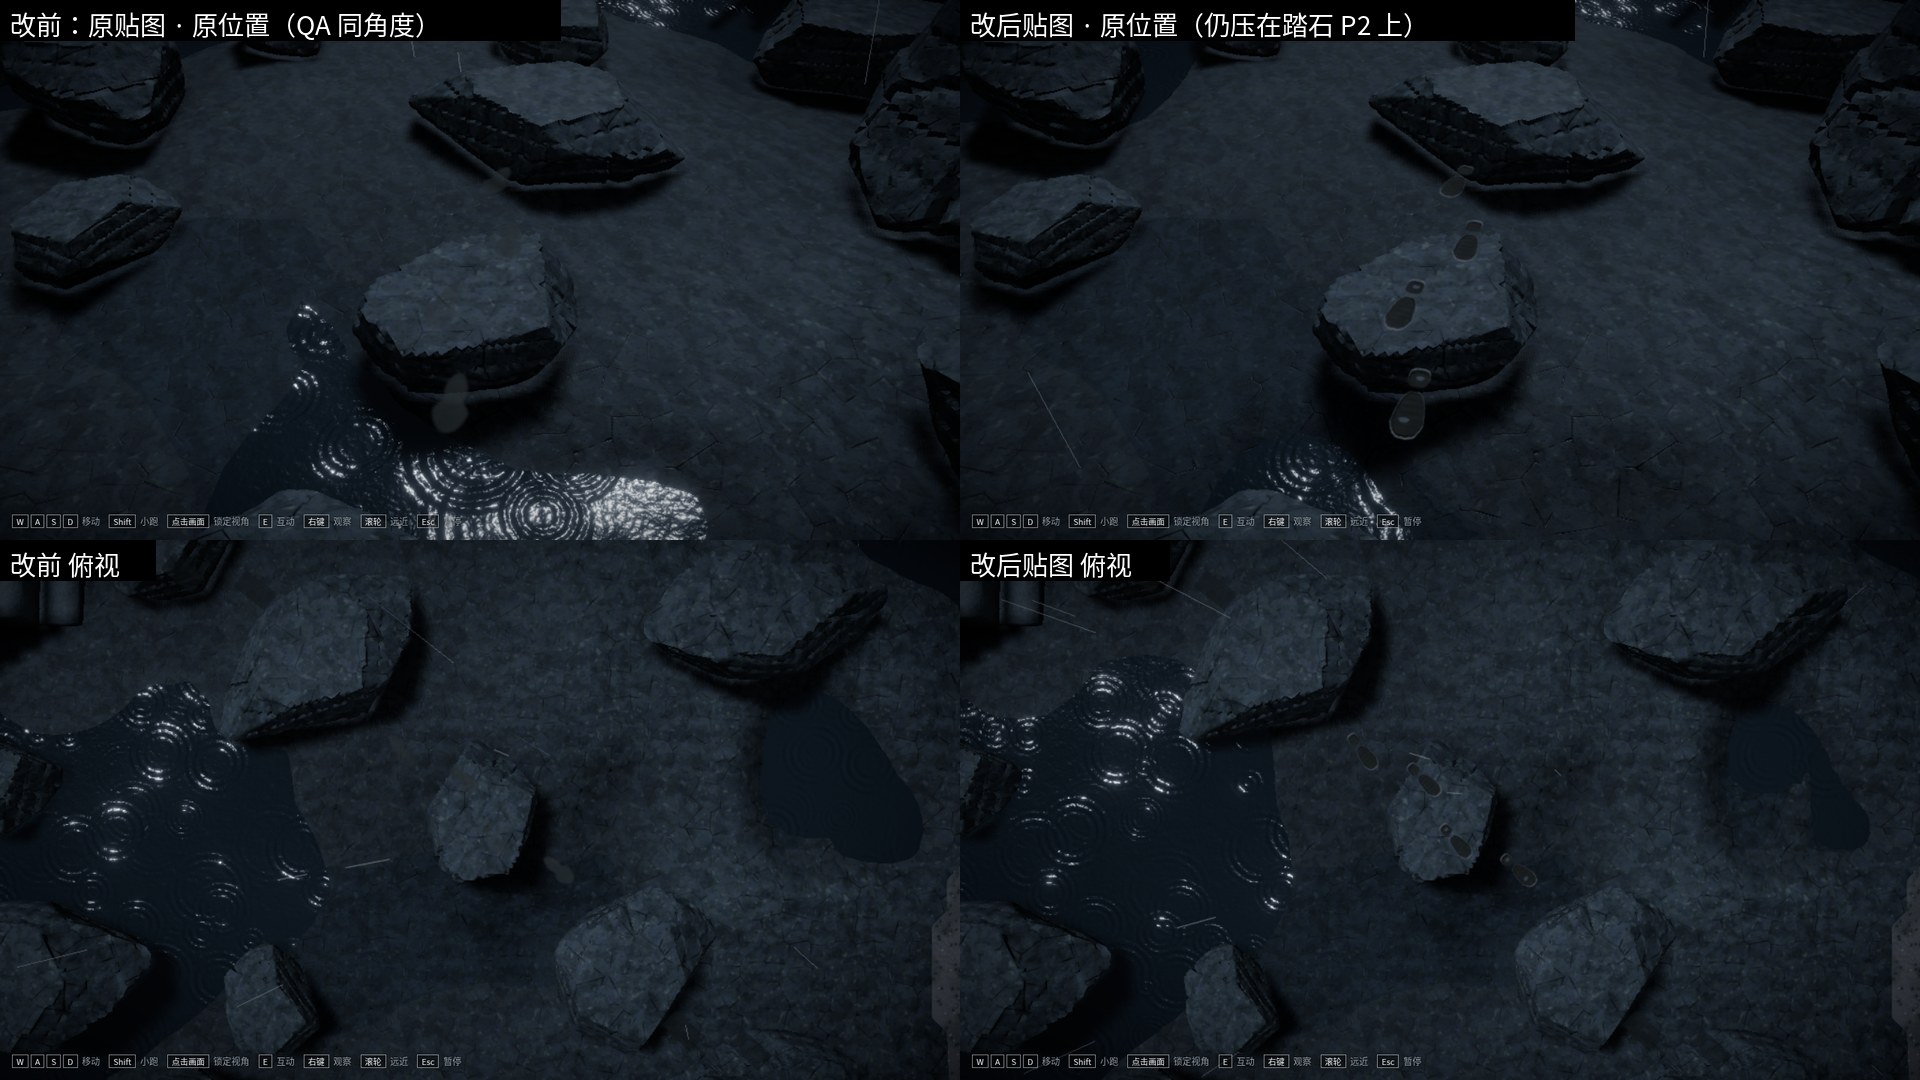 改前：原贴图 · 原位置（QA 同角度）
改后贴图 · 原位置（仍压在踏石 P2 上）
W A S D 移动 Shift 小跑 点击画面 锁定视角 E 互动 右键 观察 滚轮 远近 Esc 暂停
W A S D 移动 Shift 小跑 点击画面 锁定视角 E 互动 右键 观察 滚轮 远近 Esc 暂停
改前 俯视
改后贴图 俯视
W A S D 移动 Shift 小跑 点击画面 锁定视角 E 互动 右键 观察 滚轮 远近 Esc 暂停
W A S D 移动 Shift 小跑 点击画面 锁定视角 E 互动 右键 观察 滚轮 远近 Esc 暂停